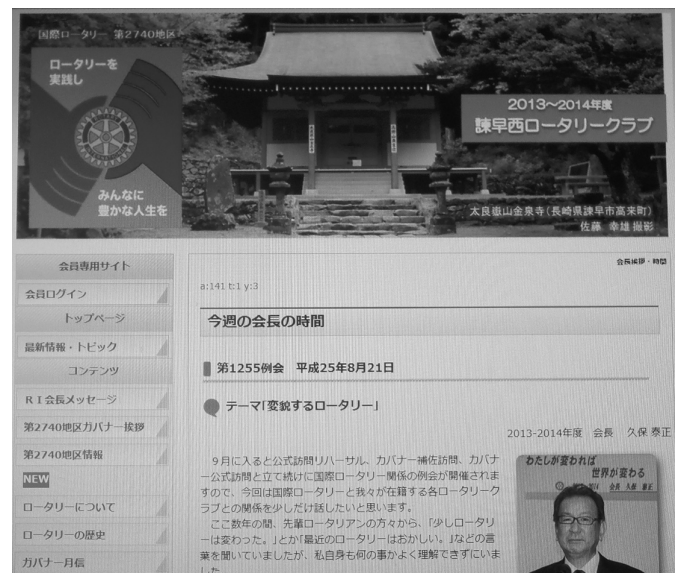 国際ロータリー 第2740地区
ロータリーを
実践し
みんなに
豊かな人生を
2013～2014年度
諫早西ロータリークラブ
太良嶽山金泉寺(長崎県諫早市高来町)
佐藤 幸雄 撮影
会員専用サイト
会員ログイン
トップページ
最新情報・トピック
コンテンツ
ＲＩ会長メッセージ
第2740地区ガバナー挨拶
第2740地区情報
NEW
ロータリーについて
ロータリーの歴史
ガバナー月信
会長挨拶・時間
a:141 t:1 y:3
今週の会長の時間
第1255例会　平成25年8月21日
テーマ「変貌するロータリー」
2013-2014年度　会長　久保 泰正
９月に入ると公式訪問リハーサル、ガバナー補佐訪問、ガバナ
ー公式訪問と立て続けに国際ロータリー関係の例会が開催されま
すので、今回は国際ロータリーと我々が在籍する各ロータリーク
ラブとの関係を少しだけ話したいと思います。
ここ数年の間、先輩ロータリアンの方々から、「少しロータリ
ーは変わった。」とか「最近のロータリーはおかしい。」などの言
葉を聞いていましたが、私自身も何の事かよく理解できずにいま
した
わたしが変われば
世界が変わる
会長 久保 泰正